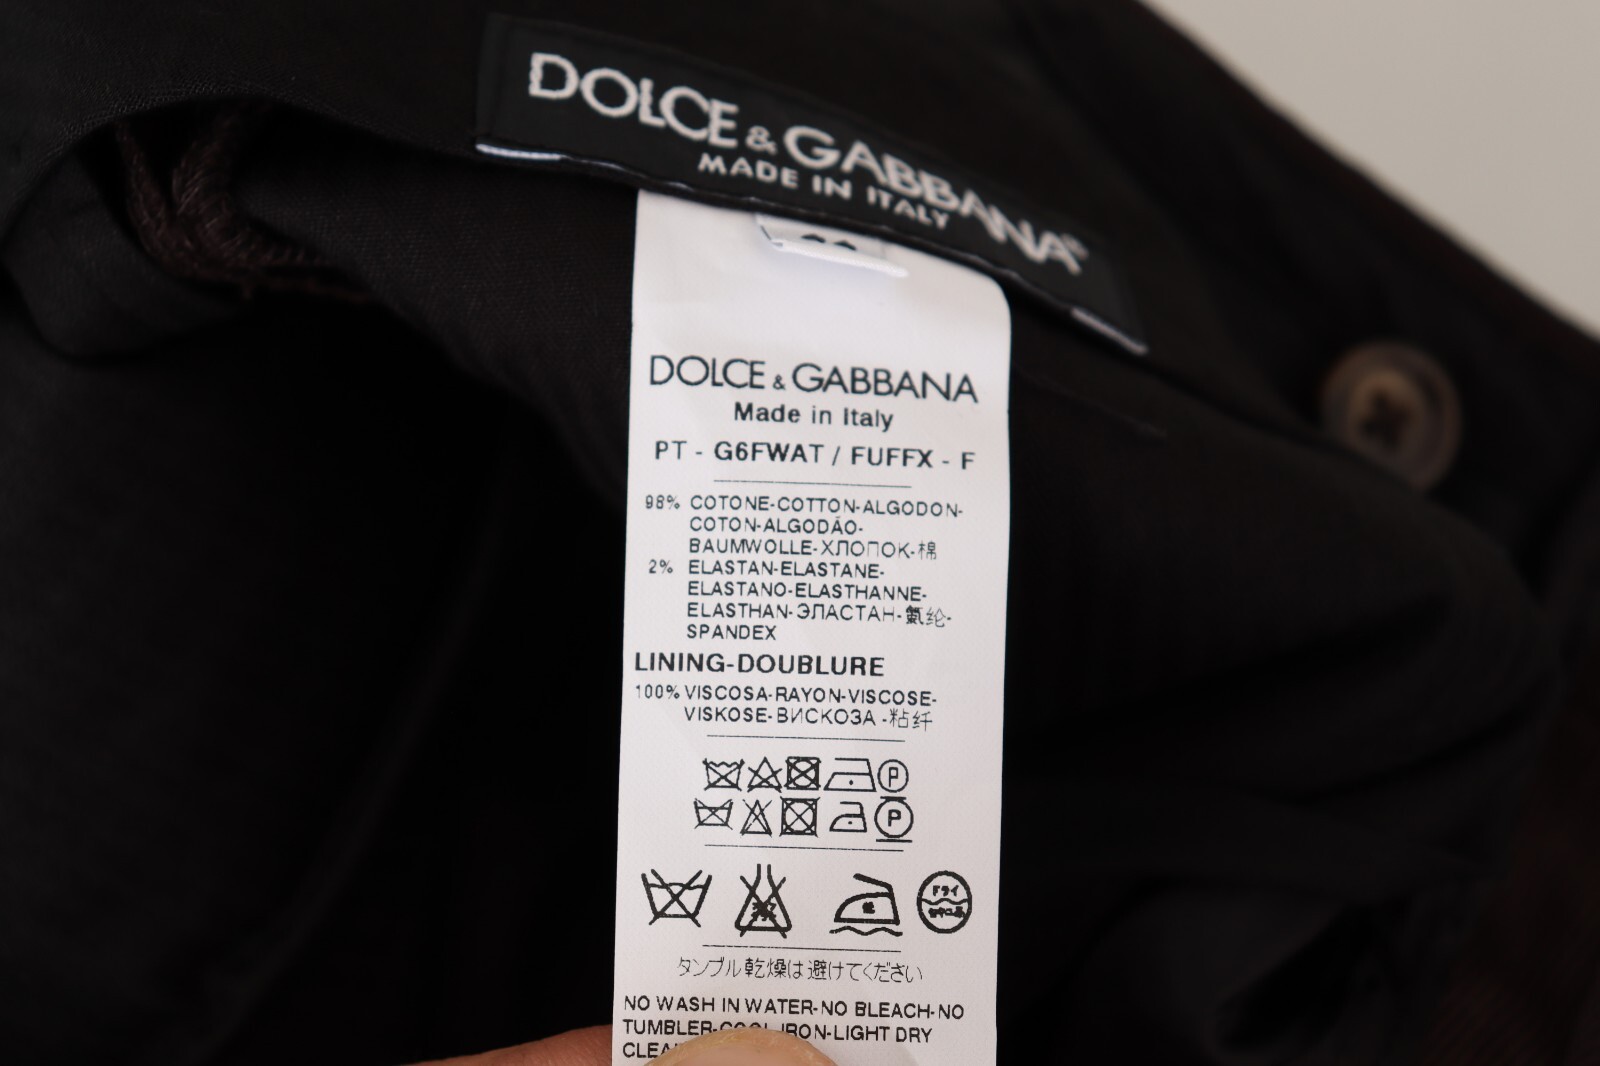 DOLCE & GABBANA®
MADE IN ITALY
DOLCE & GABBANA
Made in Italy
PT - G6FWAT / FUFFX - F
98% COTONE-COTTON-ALGODON-
COTON-ALGODÃO-
BAUMWOLLE-ХЛОПОК-棉
2% ELASTAN-ELASTANE-
ELASTANO-ELASTHANNE-
ELASTHAN-ЭЛАСТАН-氨纶-
SPANDEX
LINING-DOUBLURE
100% VISCOSA-RAYON-VISCOSE-
VISKOSE-ВИСКОЗА -粘纤
P
P
ドライ
タンブル乾燥は避けてください
NO WASH IN WATER-NO BLEACH-NO
TUMBLER-COOL IRON-LIGHT DRY